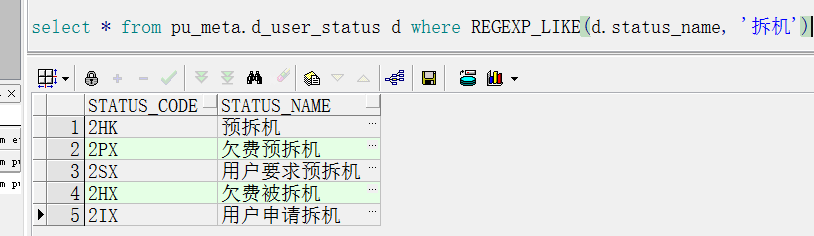 select * from pu_meta.d_user_status d where REGEXP_LIKE(d.status_name, '拆机')
STATUS_CODE STATUS_NAME
1 2HK 预拆机 ...
2 2PX 欠费预拆机 ...
3 2SX 用户要求预拆机 ...
4 2HX 欠费被拆机 ...
5 2IX 用户申请拆机 ...